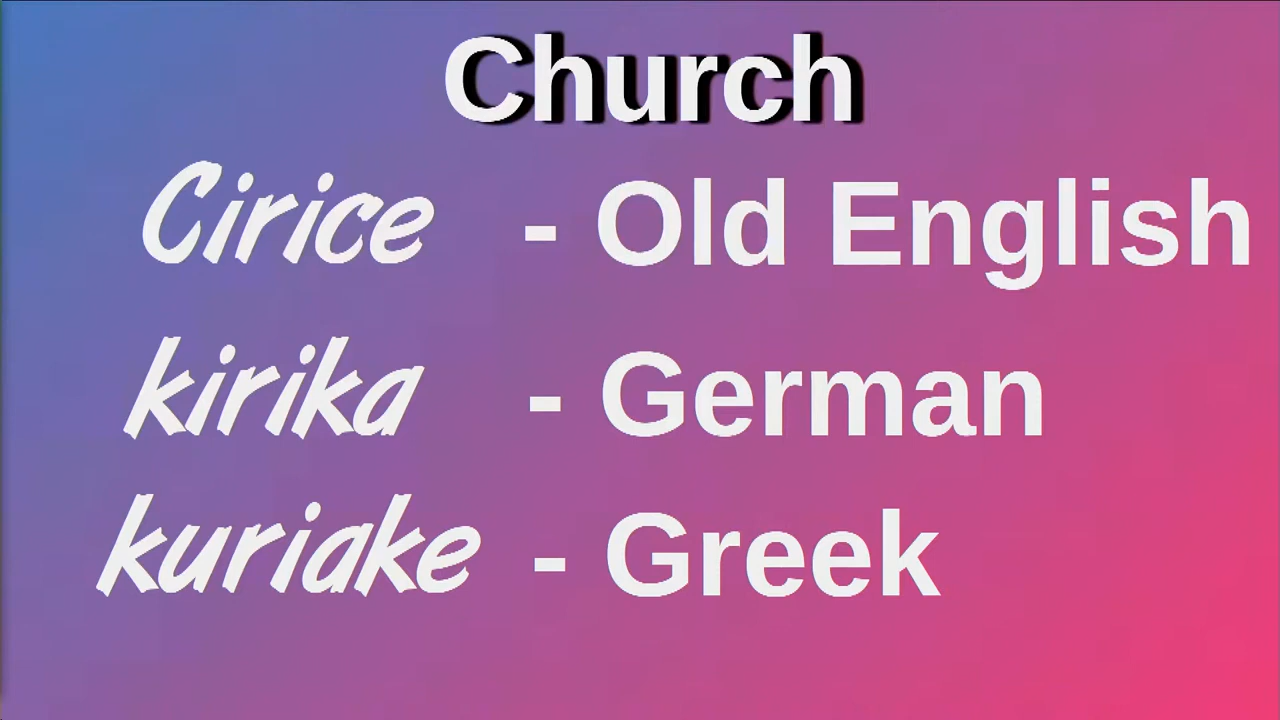 Church
Cirice - Old English
kirika - German
kuriake - Greek